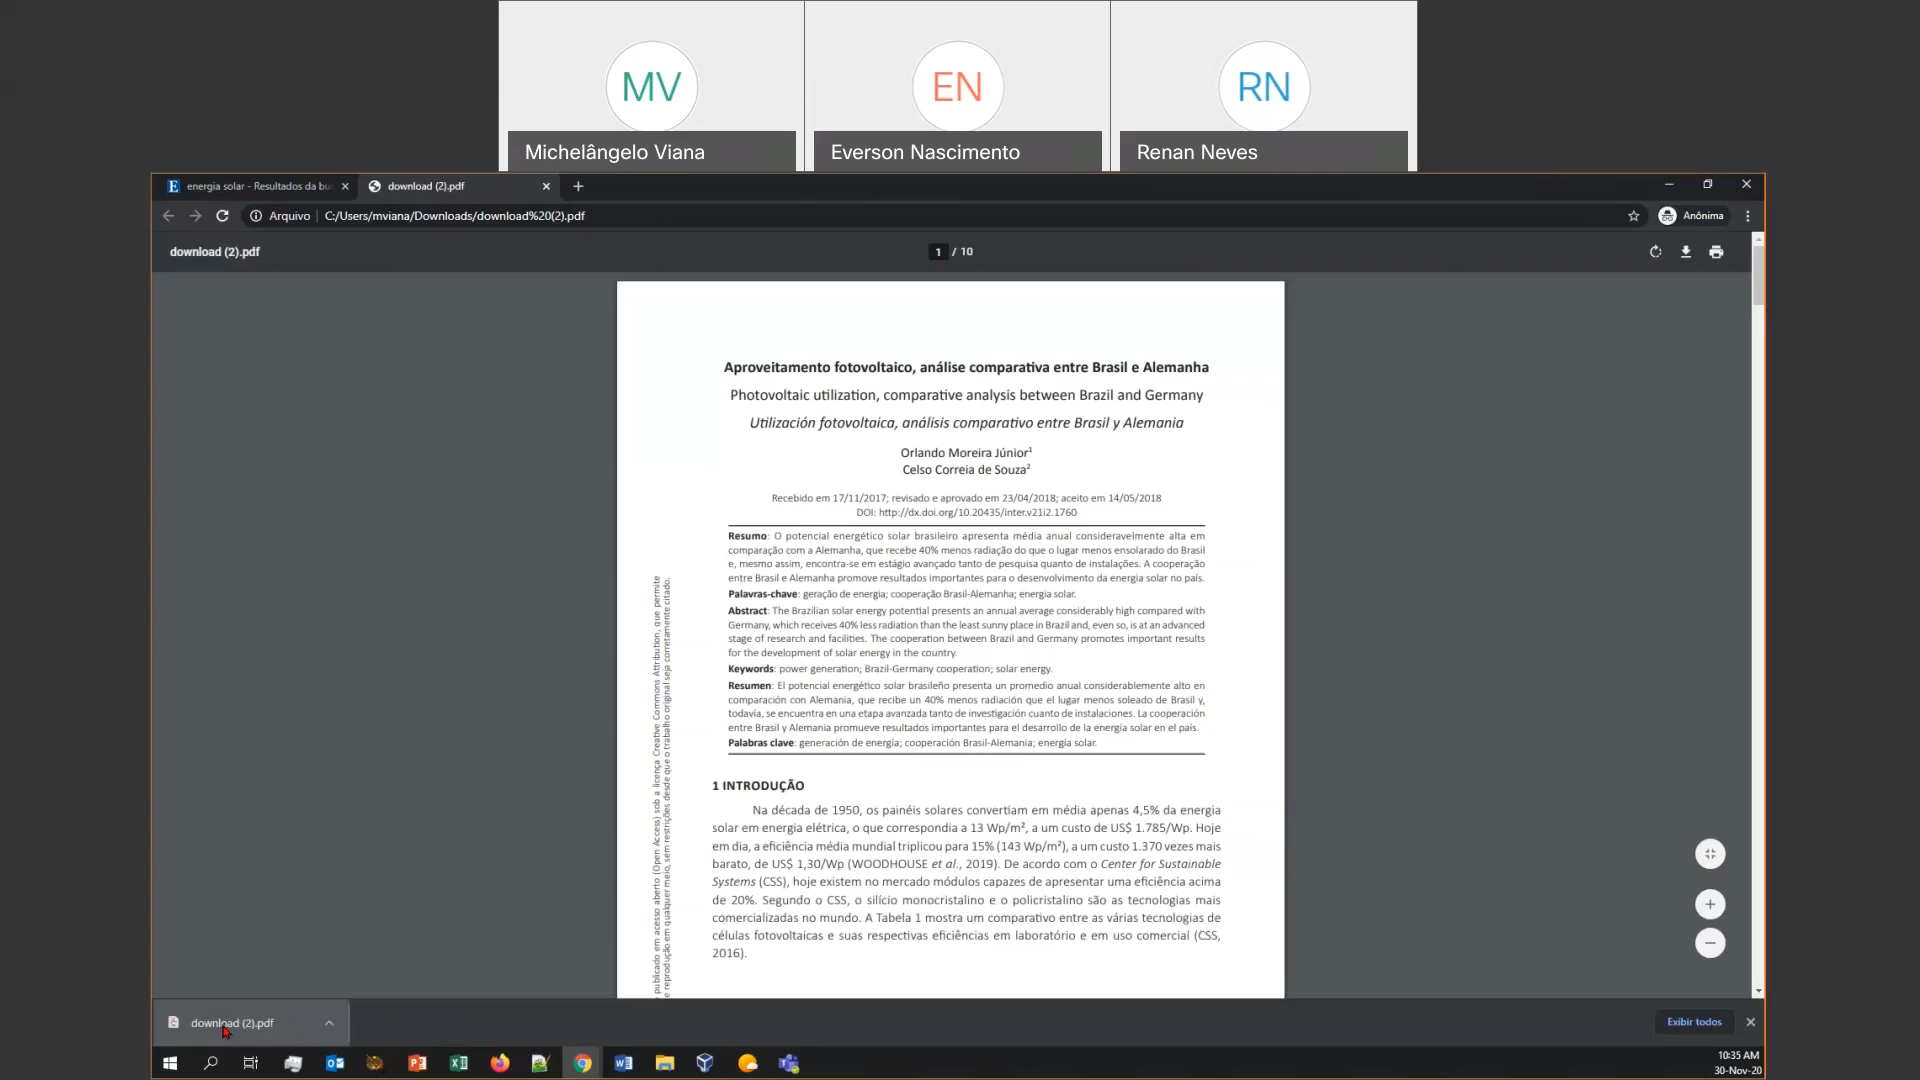 MV
EN
RN
Michelângelo Viana
Everson Nascimento
Renan Neves
energia solar - Resultados da bu
download (2).pdf
Arquivo
C:/Users/mviana/Downloads/download%20(2).pdf
Anônima
download (2).pdf
1 / 10
Aproveitamento fotovoltaico, análise comparativa entre Brasil e Alemanha
Photovoltaic utilization, comparative analysis between Brazil and Germany
Utilización fotovoltaica, análisis comparativo entre Brasil y Alemania
Orlando Moreira Júnior¹
Celso Correia de Souza²
Recebido em 17/11/2017; revisado e aprovado em 23/04/2018; aceito em 14/05/2018
DOI: http://dx.doi.org/10.20435/inter.v21i2.1760
Resumo: O potencial energético solar brasileiro apresenta média anual consideravelmente alta em
comparação com a Alemanha, que recebe 40% menos radiação do que o lugar menos ensolarado do Brasil
e, mesmo assim, encontra-se em estágio avançado tanto de pesquisa quanto de instalações. A cooperação
entre Brasil e Alemanha promove resultados importantes para o desenvolvimento da energia solar no país.
Palavras-chave: geração de energia; cooperação Brasil-Alemanha; energia solar.
Abstract: The Brazilian solar energy potential presents an annual average considerably high compared with
Germany, which receives 40% less radiation than the least sunny place in Brazil and, even so, is at an advanced
stage of research and facilities. The cooperation between Brazil and Germany promotes important results
for the development of solar energy in the country.
Keywords: power generation; Brazil-Germany cooperation; solar energy.
Resumen: El potencial energético solar brasileño presenta un promedio anual considerablemente alto en
comparación con Alemania, que recibe un 40% menos radiación que el lugar menos soleado de Brasil y,
todavía, se encuentra en una etapa avanzada tanto de investigación cuanto de instalaciones. La cooperación
entre Brasil y Alemania promueve resultados importantes para el desarrollo de la energía solar en el país.
Palabras clave: generación de energía; cooperación Brasil-Alemania; energía solar.
1 INTRODUÇÃO
Na década de 1950, os painéis solares convertiam em média apenas 4,5% da energia
solar em energia elétrica, o que correspondia a 13 Wp/m², a um custo de US$ 1.785/Wp. Hoje
em dia, a eficiência média mundial triplicou para 15% (143 Wp/m²), a um custo 1.370 vezes mais
barato, de US$ 1,30/Wp (WOODHOUSE et al., 2019). De acordo com o Center for Sustainable
Systems (CSS), hoje existem no mercado módulos capazes de apresentar uma eficiência acima
de 20%. Segundo o CSS, o silício monocristalino e o policristalino são as tecnologias mais
comercializadas no mundo. A Tabela 1 mostra um comparativo entre as várias tecnologias de
células fotovoltaicas e suas respectivas eficiências em laboratório e em uso comercial (CSS,
2016).
publicado em acesso aberto (Open Access) sob a licença Creative Commons Attribution, que permite
e reprodução em qualquer meio, sem restrições desde que o trabalho original seja corretamente citado.
download (2).pdf
Exibir todos
10:35 AM
30-Nov-20